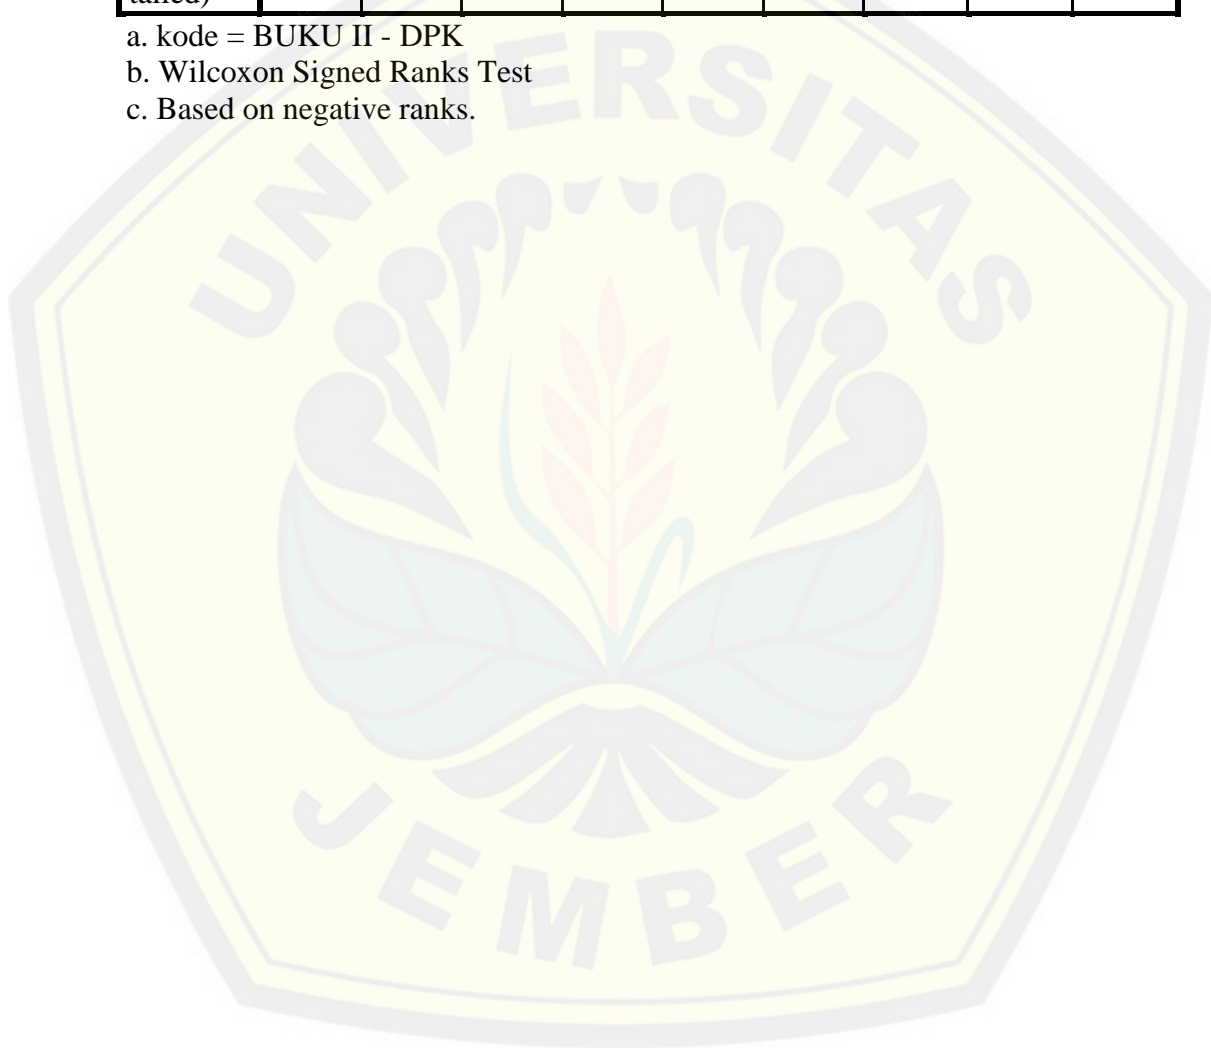 tailed)
a. kode = BUKU II - DPK
b. Wilcoxon Signed Ranks Test
c. Based on negative ranks.
UNIVERSITAS
JEMBER